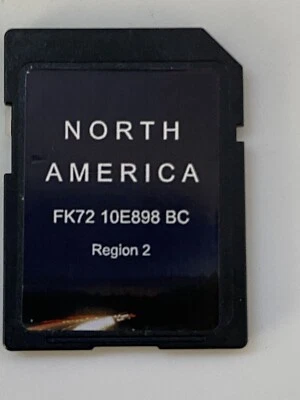 NORTH
AMERICA
FK72 10E898 BC
Region 2